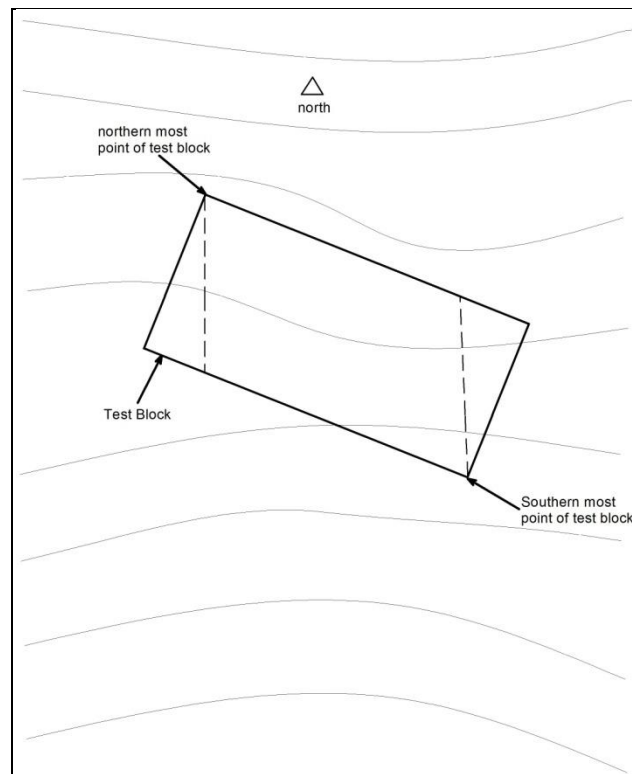 north
northern most
point of test block
Test Block
Southern most
point of test block